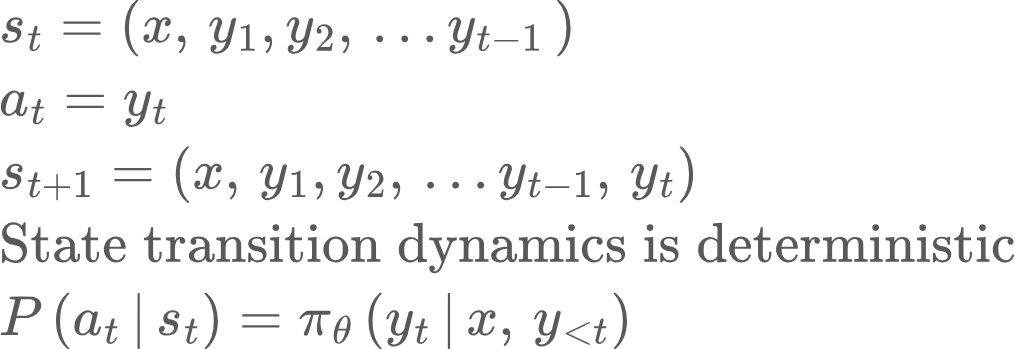 s_t = (x, y_1, y_2, … y_{t−1})
a_t = y_t
s_{t+1} = (x, y_1, y_2, … y_{t−1}, y_t)
State transition dynamics is deterministic
P (a_t | s_t) = π_θ (y_t | x, y_{<t})